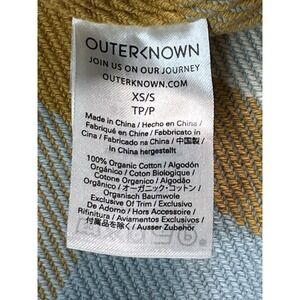 OUTERKNOWN
JOIN US ON OUR JOURNEY
OUTERKNOWN.COM
XS/S
TP/P
Made in China / Hecho en China /
Fabriqué en China / Fabbricato in
Cina / Fabricado na China / 中国製 /
In China hergestellt
100% Organic Cotton / Algodón
Orgánico / Coton Biologique /
Cotone Organico / Algodão
Orgânico / オーガニック・コットン /
Organisch Baumwole
Exclusive Of Trim / Exclusivo
De Adorno / Hors Accessoire /
Rifinitura / Aviamentos Exclusivos /
付属品を除く / Ausser Zubehör